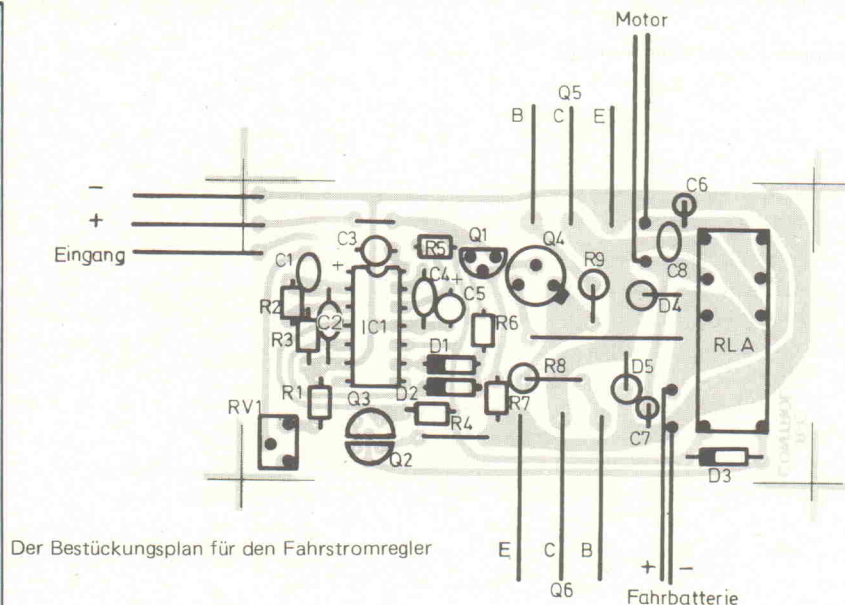 Motor
Q5
B C E
−
+
Eingang
C6
C3
R5
Q1
Q4
R9
C8
C1
+
C4
+
C5
D4
R2
C2
IC1
R6
RLA
R3
D1
R8
D5
R1
D2
R7
C7
RV1
Q3
R4
Q2
D3
Der Bestückungsplan für den Fahrstromregler
E C B
+ −
Q6
Fahrbatterie